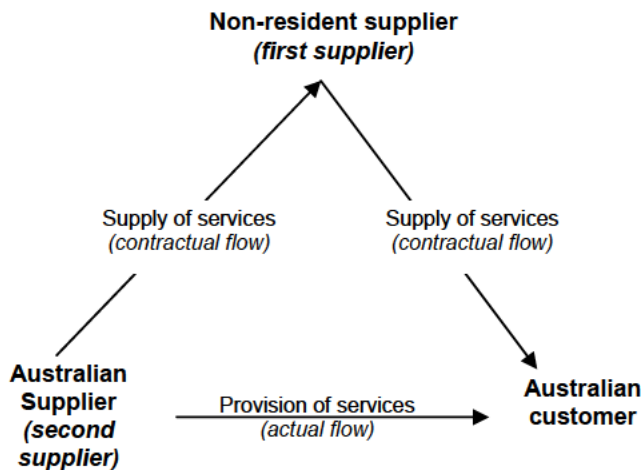 Non-resident supplier
(first supplier)
Supply of services
(contractual flow)
Supply of services
(contractual flow)
Australian
Supplier
(second
supplier)
Provision of services
(actual flow)
Australian
customer